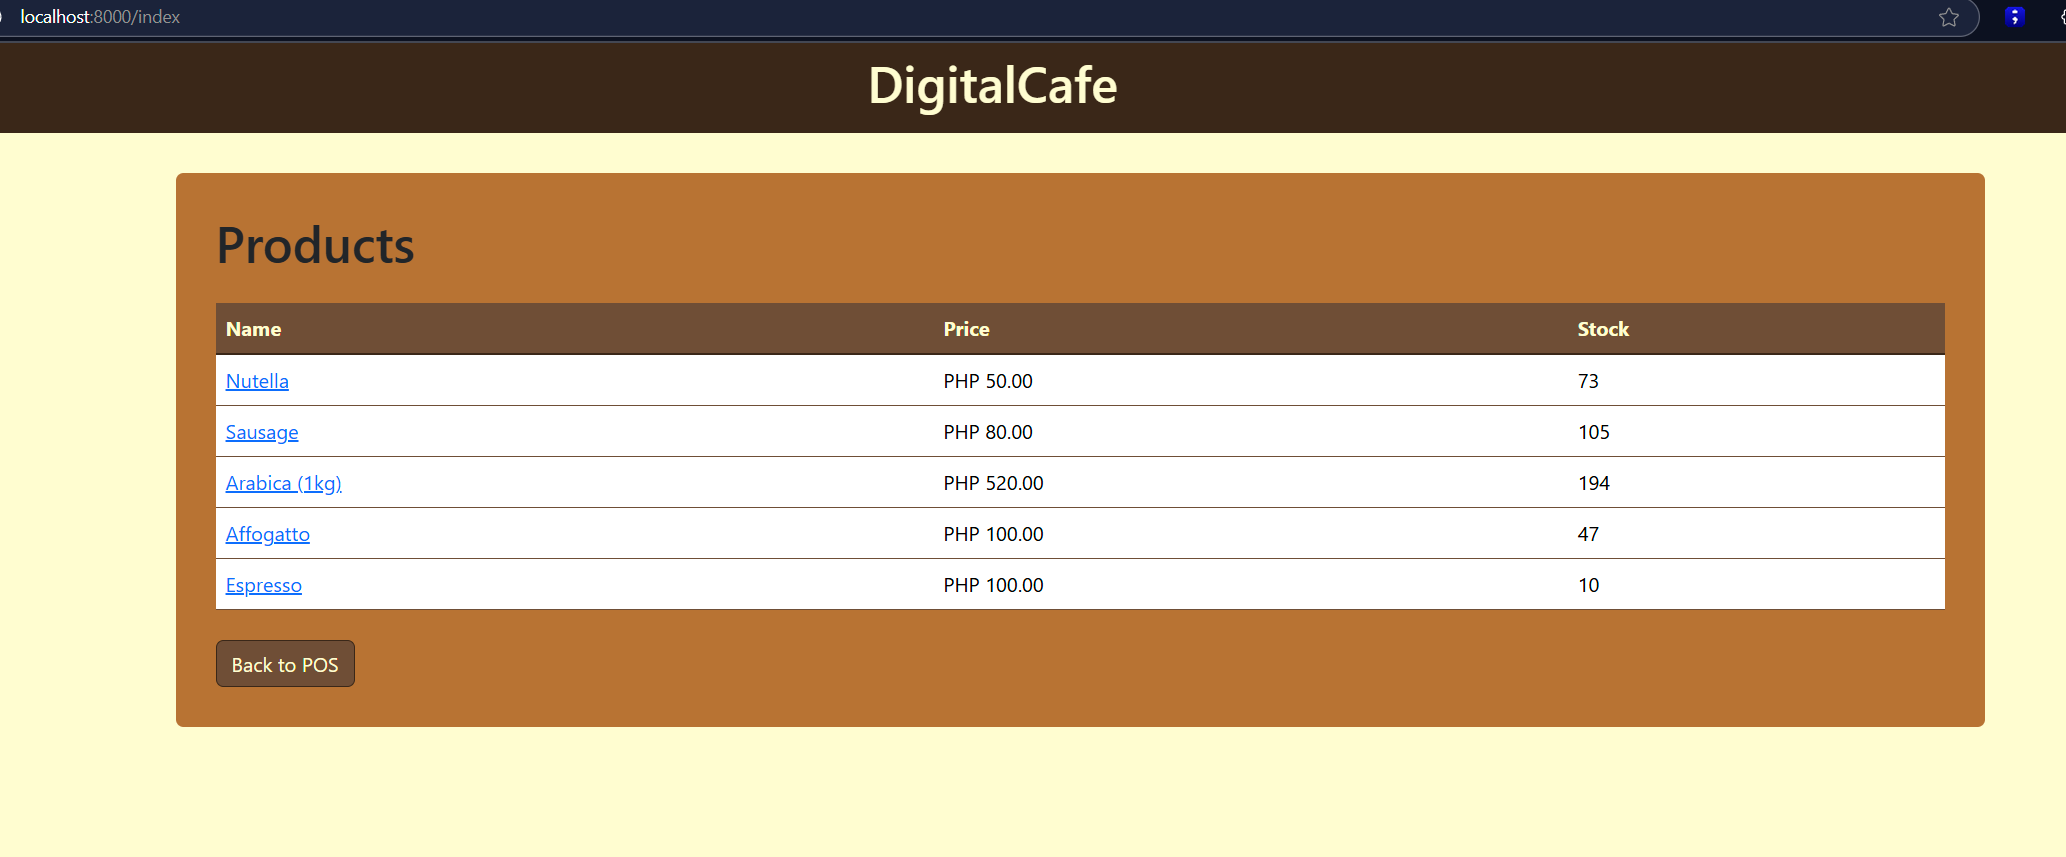 localhost:8000/index
DigitalCafe
Products
Name Price Stock
Nutella PHP 50.00 73
Sausage PHP 80.00 105
Arabica (1kg) PHP 520.00 194
Affogatto PHP 100.00 47
Espresso PHP 100.00 10
Back to POS